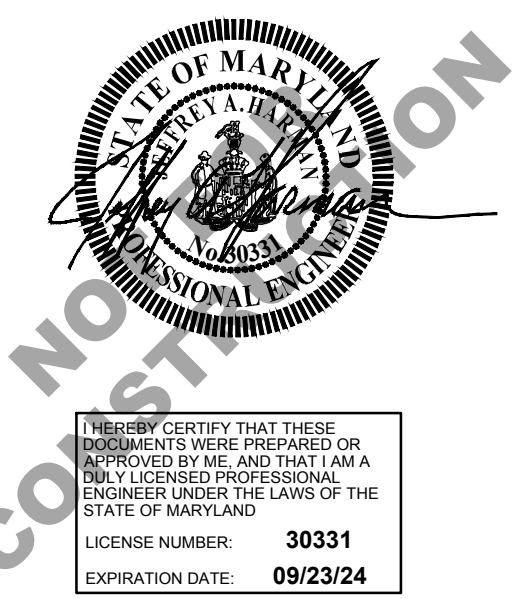 STATE OF MARYLAND
JEFFREY A. HARMAN
No. 30331
PROFESSIONAL ENGINEER
Jeffrey A. Harman
NOT FOR
CONSTRUCTION
I HEREBY CERTIFY THAT THESE
DOCUMENTS WERE PREPARED OR
APPROVED BY ME, AND THAT I AM A
DULY LICENSED PROFESSIONAL
ENGINEER UNDER THE LAWS OF THE
STATE OF MARYLAND
LICENSE NUMBER: 30331
EXPIRATION DATE: 09/23/24